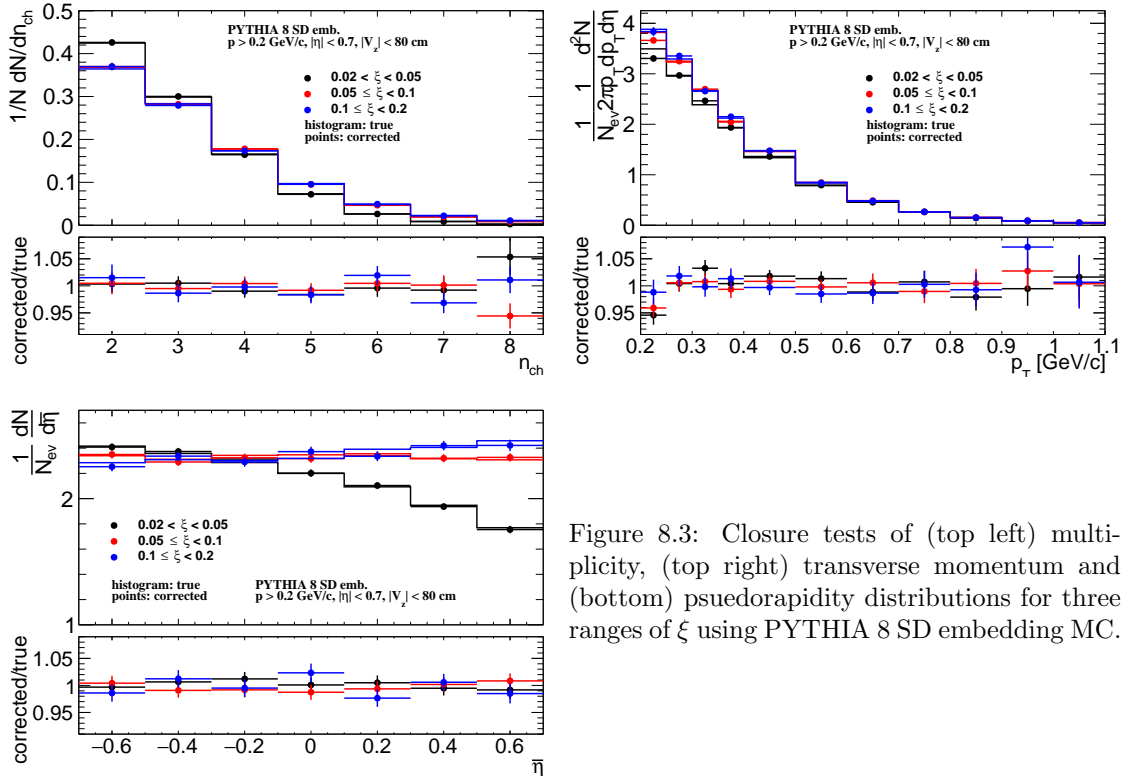 1/N dN/dn_ch
0.5
0.4
0.3
0.2
0.1
0
PYTHIA 8 SD emb.
p > 0.2 GeV/c, |η| < 0.7, |V_z| < 80 cm
0.02 < ξ < 0.05
0.05 ≤ ξ < 0.1
0.1 ≤ ξ < 0.2
histogram: true
points: corrected
corrected/true
1.05
1
0.95
2 3 4 5 6 7 8
n_ch
1/N_ev 1/2πp_T d²N/dp_T dη
4
3
2
1
0
PYTHIA 8 SD emb.
p > 0.2 GeV/c, |η| < 0.7, |V_z| < 80 cm
0.02 < ξ < 0.05
0.05 ≤ ξ < 0.1
0.1 ≤ ξ < 0.2
histogram: true
points: corrected
corrected/true
1.05
1
0.95
0.2 0.3 0.4 0.5 0.6 0.7 0.8 0.9 1 1.1
p_T [GeV/c]
1/N_ev dN/dη̅
2
1
0.02 < ξ < 0.05
0.05 ≤ ξ < 0.1
0.1 ≤ ξ < 0.2
histogram: true
points: corrected
PYTHIA 8 SD emb.
p > 0.2 GeV/c, |η| < 0.7, |V_z| < 80 cm
corrected/true
1.05
1
0.95
−0.6 −0.4 −0.2 0 0.2 0.4 0.6
η̅
Figure 8.3: Closure tests of (top left) multi-
plicity, (top right) transverse momentum and
(bottom) psuedorapidity distributions for three
ranges of ξ using PYTHIA 8 SD embedding MC.